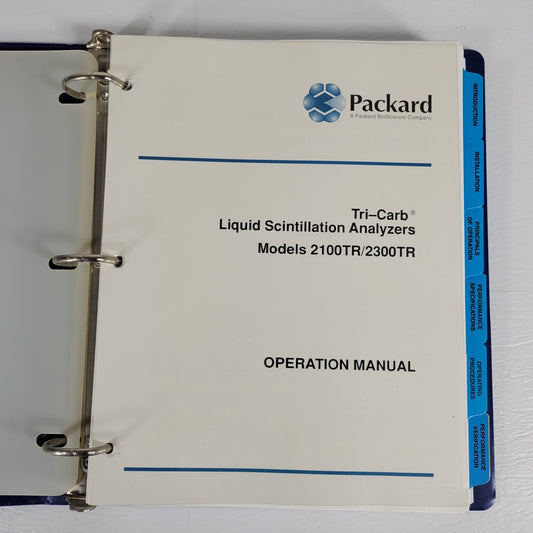 Packard
A Packard BioScience Company
Tri–Carb®
Liquid Scintillation Analyzers
Models 2100TR/2300TR
OPERATION MANUAL
INTRODUCTION
INSTALLATION
PRINCIPALS
OF OPERATION
PERFORMANCE
SPECIFICATIONS
OPERATING
PROCEDURES
PERFORMANCE
VERIFICATION